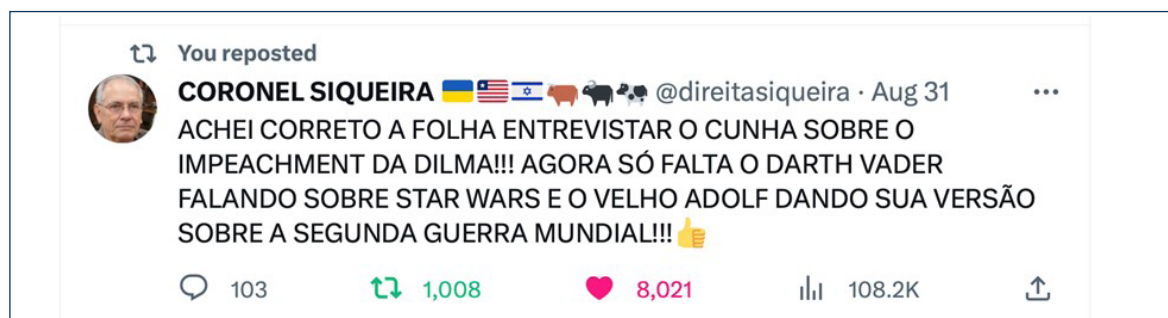 You reposted
CORONEL SIQUEIRA 🇺🇦🇱🇷🇮🇱🐂🐃🐄 @direitasiqueira · Aug 31
ACHEI CORRETO A FOLHA ENTREVISTAR O CUNHA SOBRE O
IMPEACHMENT DA DILMA!!! AGORA SÓ FALTA O DARTH VADER
FALANDO SOBRE STAR WARS E O VELHO ADOLF DANDO SUA VERSÃO
SOBRE A SEGUNDA GUERRA MUNDIAL!!!👍
103 1,008 8,021 108.2K